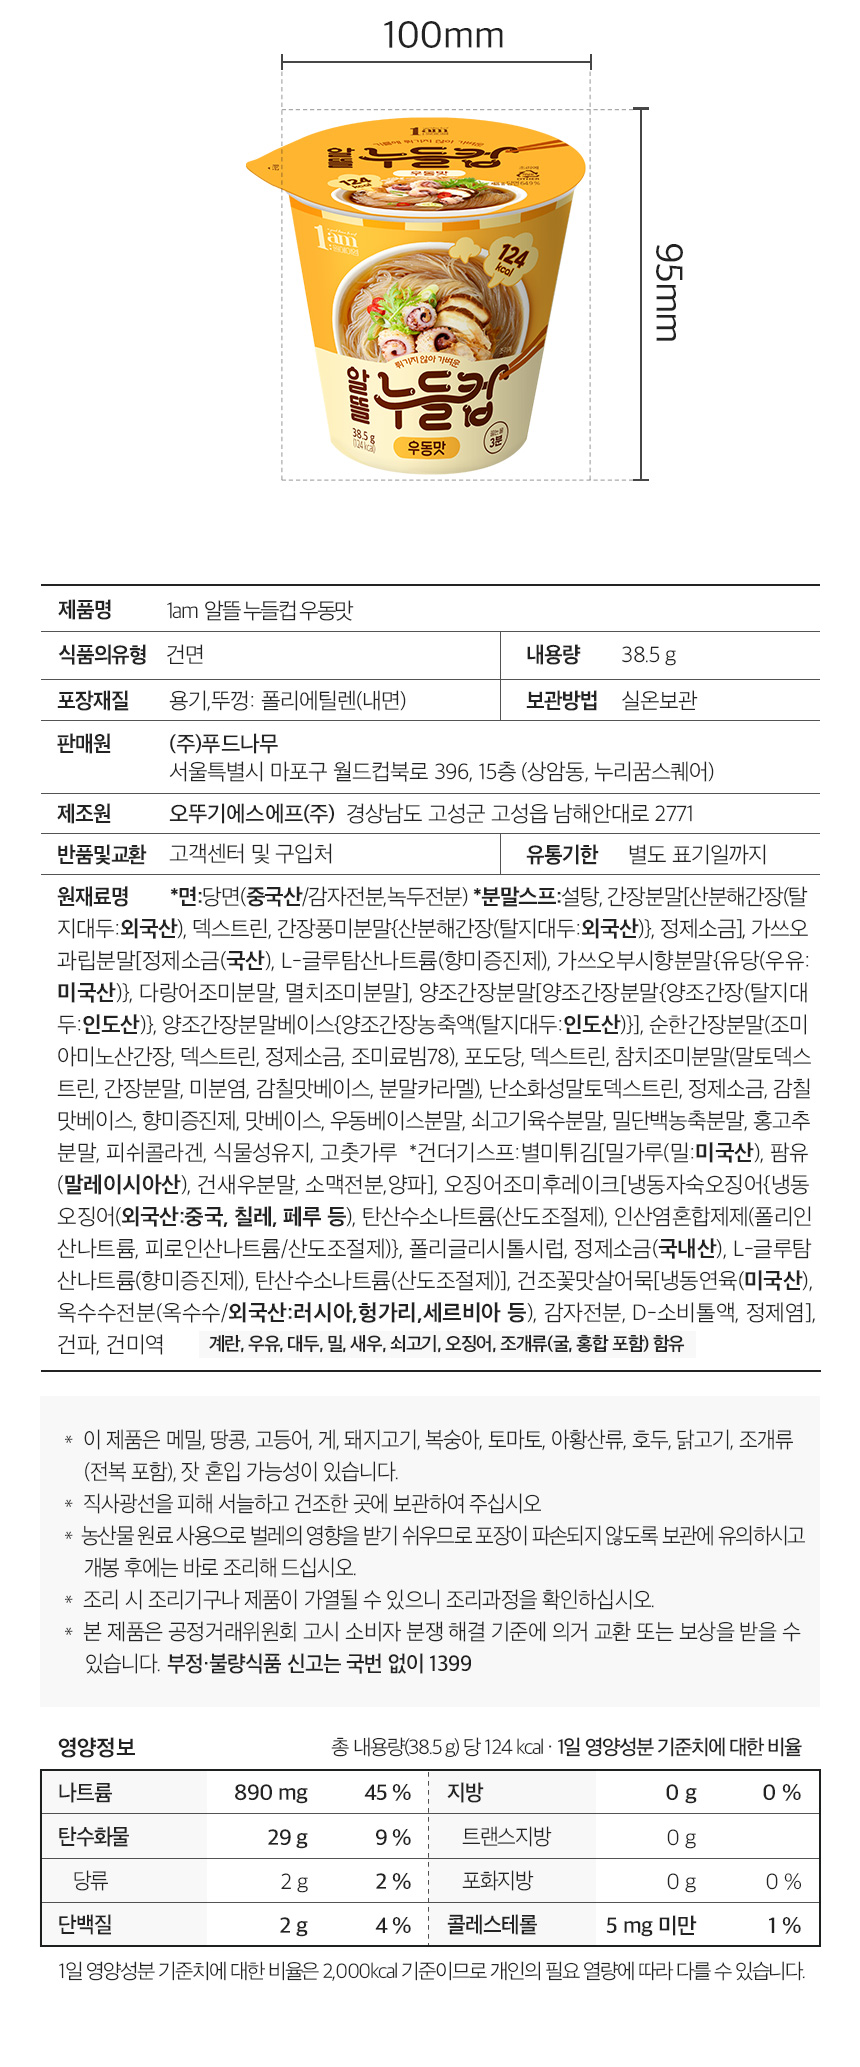 100mm
95mm
1am
기름에 튀기지 않아 가벼운
알뜰 누들컵
우동맛
124 kcal
1am
124 kcal
튀기지 않아 가벼운
알뜰 누들컵
38.5 g
(124 kcal)
우동맛
3분
제품명 1am 알뜰 누들컵 우동맛
식품의유형 건면 내용량 38.5 g
포장재질 용기,뚜껑: 폴리에틸렌(내면) 보관방법 실온보관
판매원 (주)푸드나무
서울특별시 마포구 월드컵북로 396, 15층 (상암동, 누리꿈스퀘어)
제조원 오뚜기에스에프(주) 경상남도 고성군 고성읍 남해안대로 2771
반품및교환 고객센터 및 구입처 유통기한 별도 표기일까지
원재료명 *면:당면(중국산/감자전분,녹두전분) *분말스프:설탕, 간장분말[산분해간장(탈
지대두:외국산), 덱스트린, 간장풍미분말{산분해간장(탈지대두:외국산)}, 정제소금], 가쓰오
과립분말[정제소금(국산), L-글루탐산나트륨(향미증진제), 가쓰오부시향분말{유당(우유:
미국산)}, 다랑어조미분말, 멸치조미분말], 양조간장분말[양조간장분말{양조간장(탈지대
두:인도산)}, 양조간장분말베이스{양조간장농축액(탈지대두:인도산)}], 순한간장분말(조미
아미노산간장, 덱스트린, 정제소금, 조미료빔78), 포도당, 덱스트린, 참치조미분말(말토덱스
트린, 간장분말, 미분염, 감칠맛베이스, 분말카라멜), 난소화성말토덱스트린, 정제소금, 감칠
맛베이스, 향미증진제, 맛베이스, 우동베이스분말, 쇠고기육수분말, 밀단백농축분말, 홍고추
분말, 피쉬콜라겐, 식물성유지, 고춧가루 *건더기스프:별미튀김[밀가루(밀:미국산), 팜유
(말레이시아산), 건새우분말, 소맥전분,양파], 오징어조미후레이크[냉동자숙오징어{냉동
오징어(외국산:중국, 칠레, 페루 등), 탄산수소나트륨(산도조절제), 인산염혼합제제(폴리인
산나트륨, 피로인산나트륨/산도조절제)}, 폴리글리시톨시럽, 정제소금(국내산), L-글루탐
산나트륨(향미증진제), 탄산수소나트륨(산도조절제)], 건조꽃맛살어묵[냉동연육(미국산),
옥수수전분(옥수수/외국산:러시아,헝가리,세르비아 등), 감자전분, D-소비톨액, 정제염],
건파, 건미역 계란, 우유, 대두, 밀, 새우, 쇠고기, 오징어, 조개류(굴, 홍합 포함) 함유
* 이 제품은 메밀, 땅콩, 고등어, 게, 돼지고기, 복숭아, 토마토, 아황산류, 호두, 닭고기, 조개류
(전복 포함), 잣 혼입 가능성이 있습니다.
* 직사광선을 피해 서늘하고 건조한 곳에 보관하여 주십시오
* 농산물 원료 사용으로 벌레의 영향을 받기 쉬우므로 포장이 파손되지 않도록 보관에 유의하시고
개봉 후에는 바로 조리해 드십시오.
* 조리 시 조리기구나 제품이 가열될 수 있으니 조리과정을 확인하십시오.
* 본 제품은 공정거래위원회 고시 소비자 분쟁 해결 기준에 의거 교환 또는 보상을 받을 수
있습니다. 부정·불량식품 신고는 국번 없이 1399
영양정보 총 내용량(38.5 g) 당 124 kcal · 1일 영양성분 기준치에 대한 비율
나트륨 890 mg 45 % 지방 0 g 0 %
탄수화물 29 g 9 % 트랜스지방 0 g
당류 2 g 2 % 포화지방 0 g 0 %
단백질 2 g 4 % 콜레스테롤 5 mg 미만 1 %
1일 영양성분 기준치에 대한 비율은 2,000kcal 기준이므로 개인의 필요 열량에 따라 다를 수 있습니다.